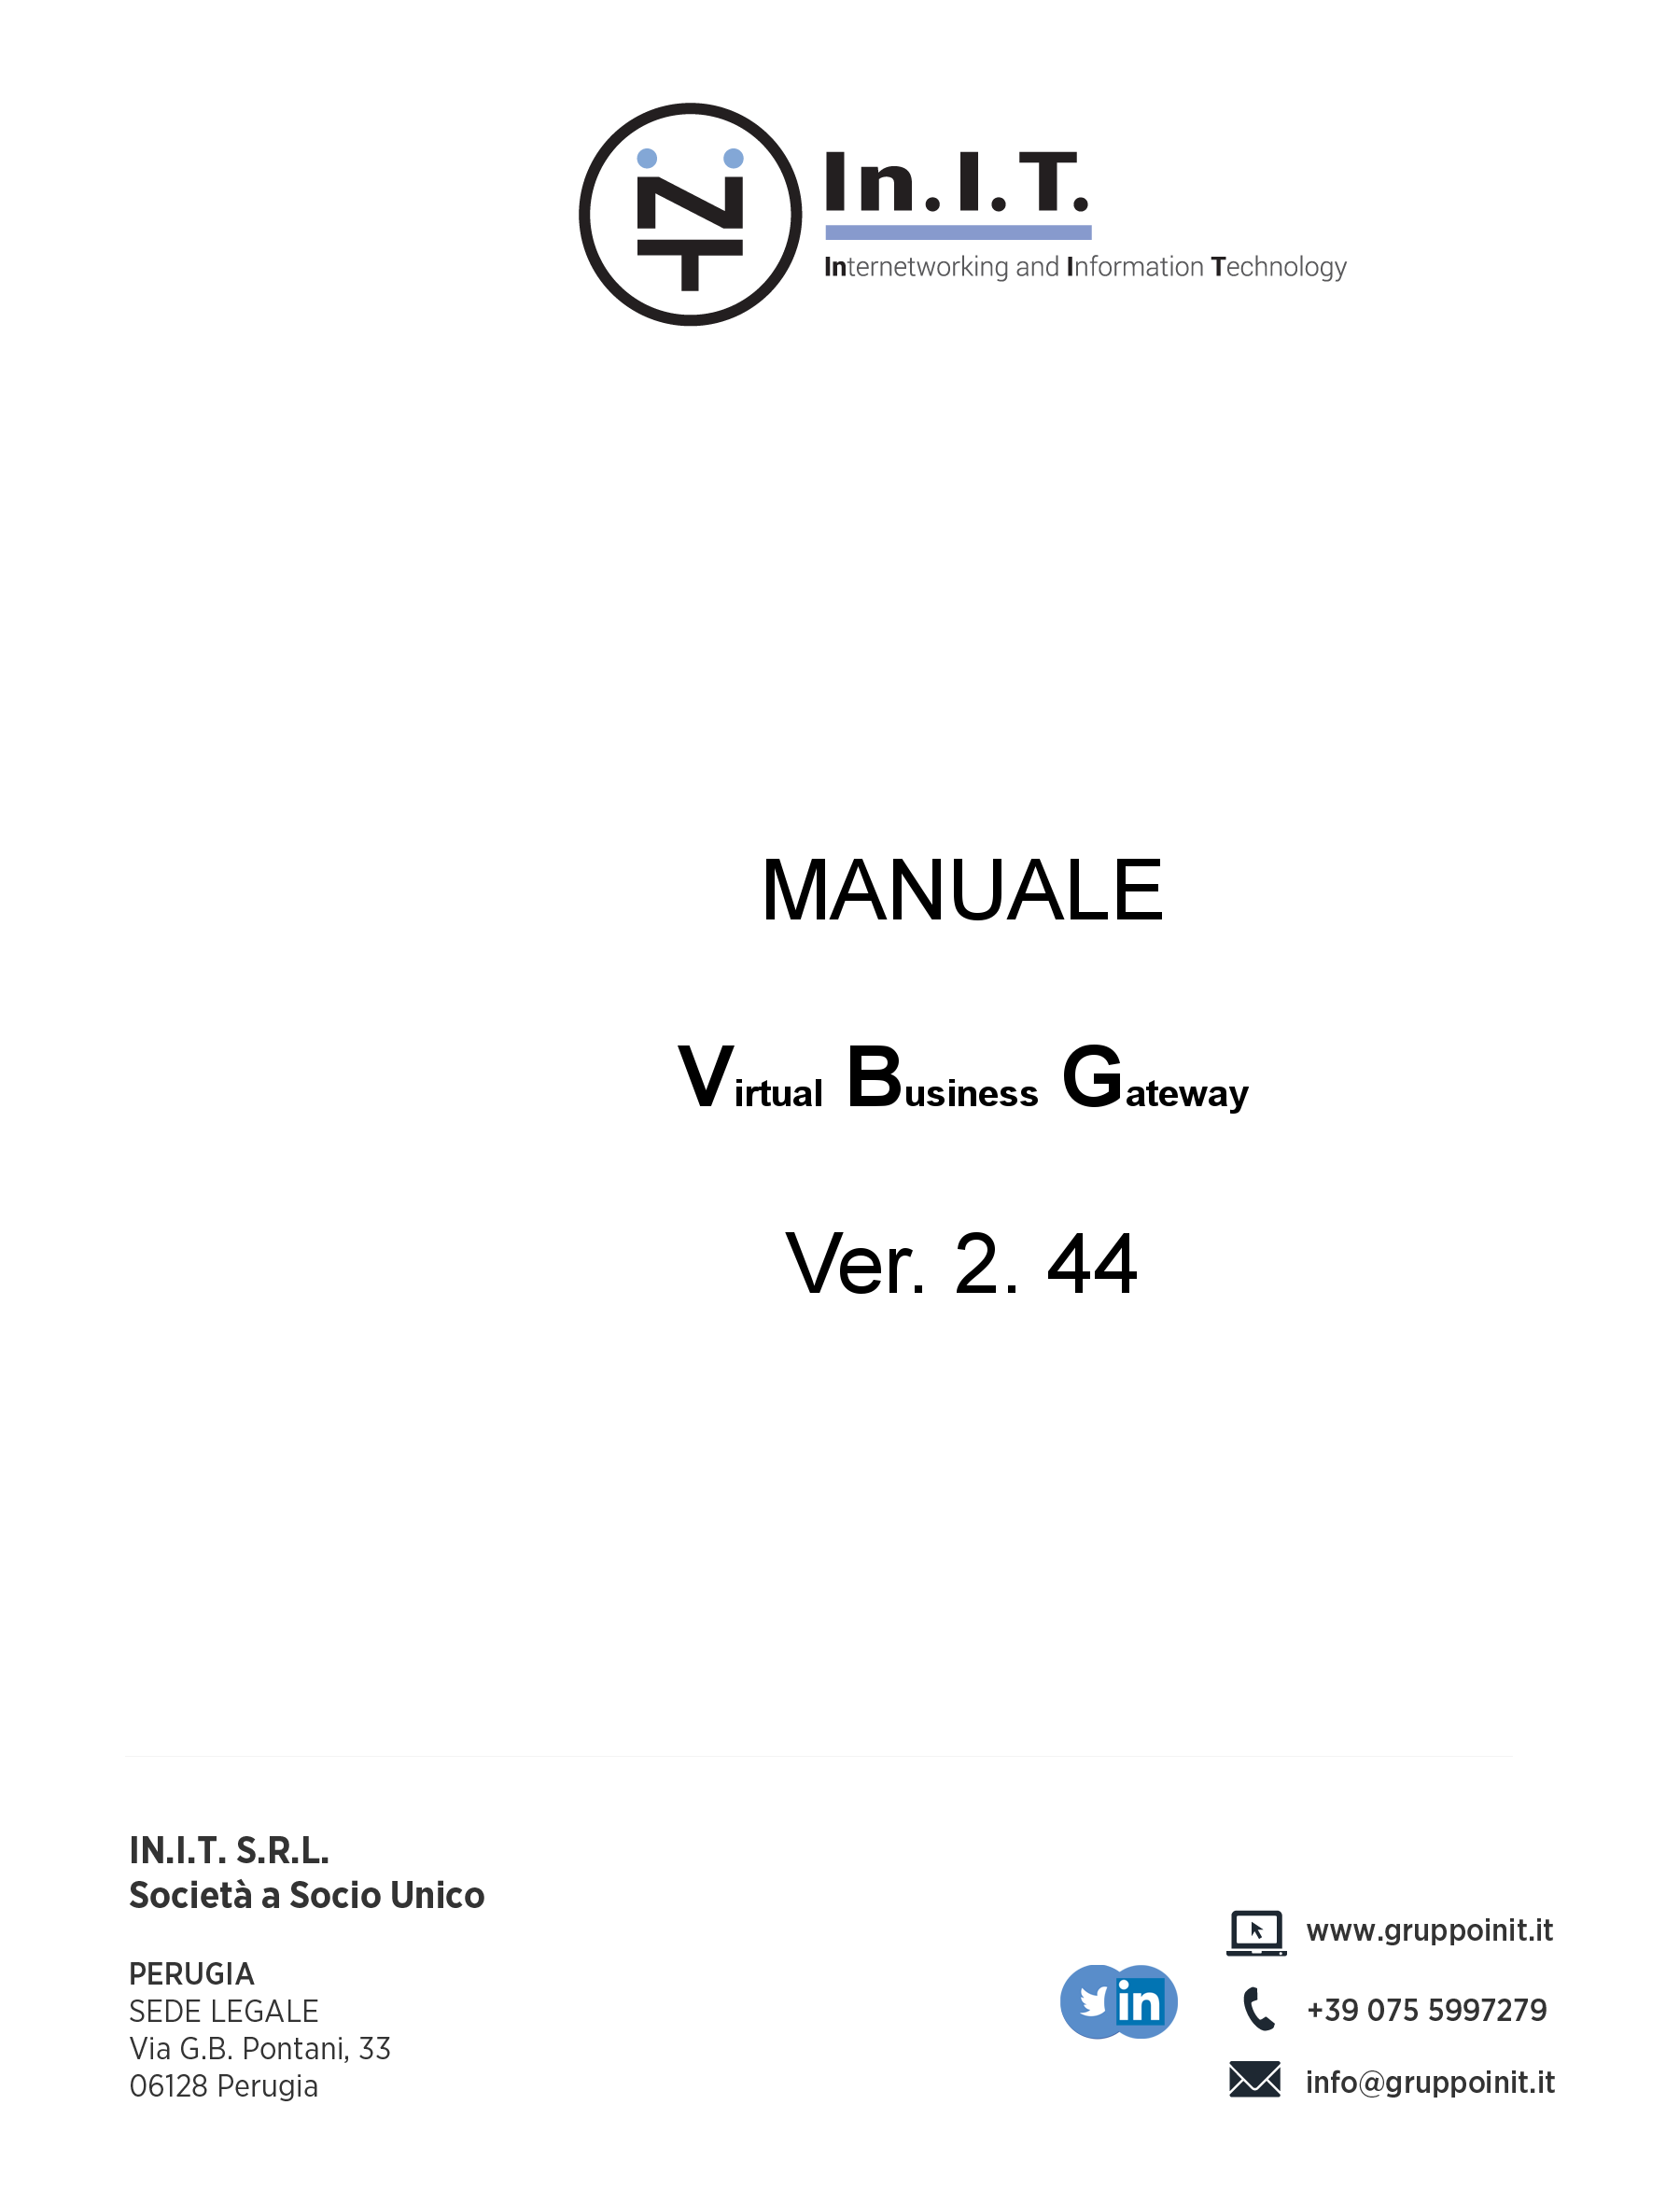 In.I.T.
Internetworking and Information Technology
MANUALE
Virtual Business Gateway
Ver. 2. 44
IN.I.T. S.R.L.
Società a Socio Unico
PERUGIA
SEDE LEGALE
Via G.B. Pontani, 33
06128 Perugia
in
www.gruppoinit.it
+39 075 5997279
info@gruppoinit.it